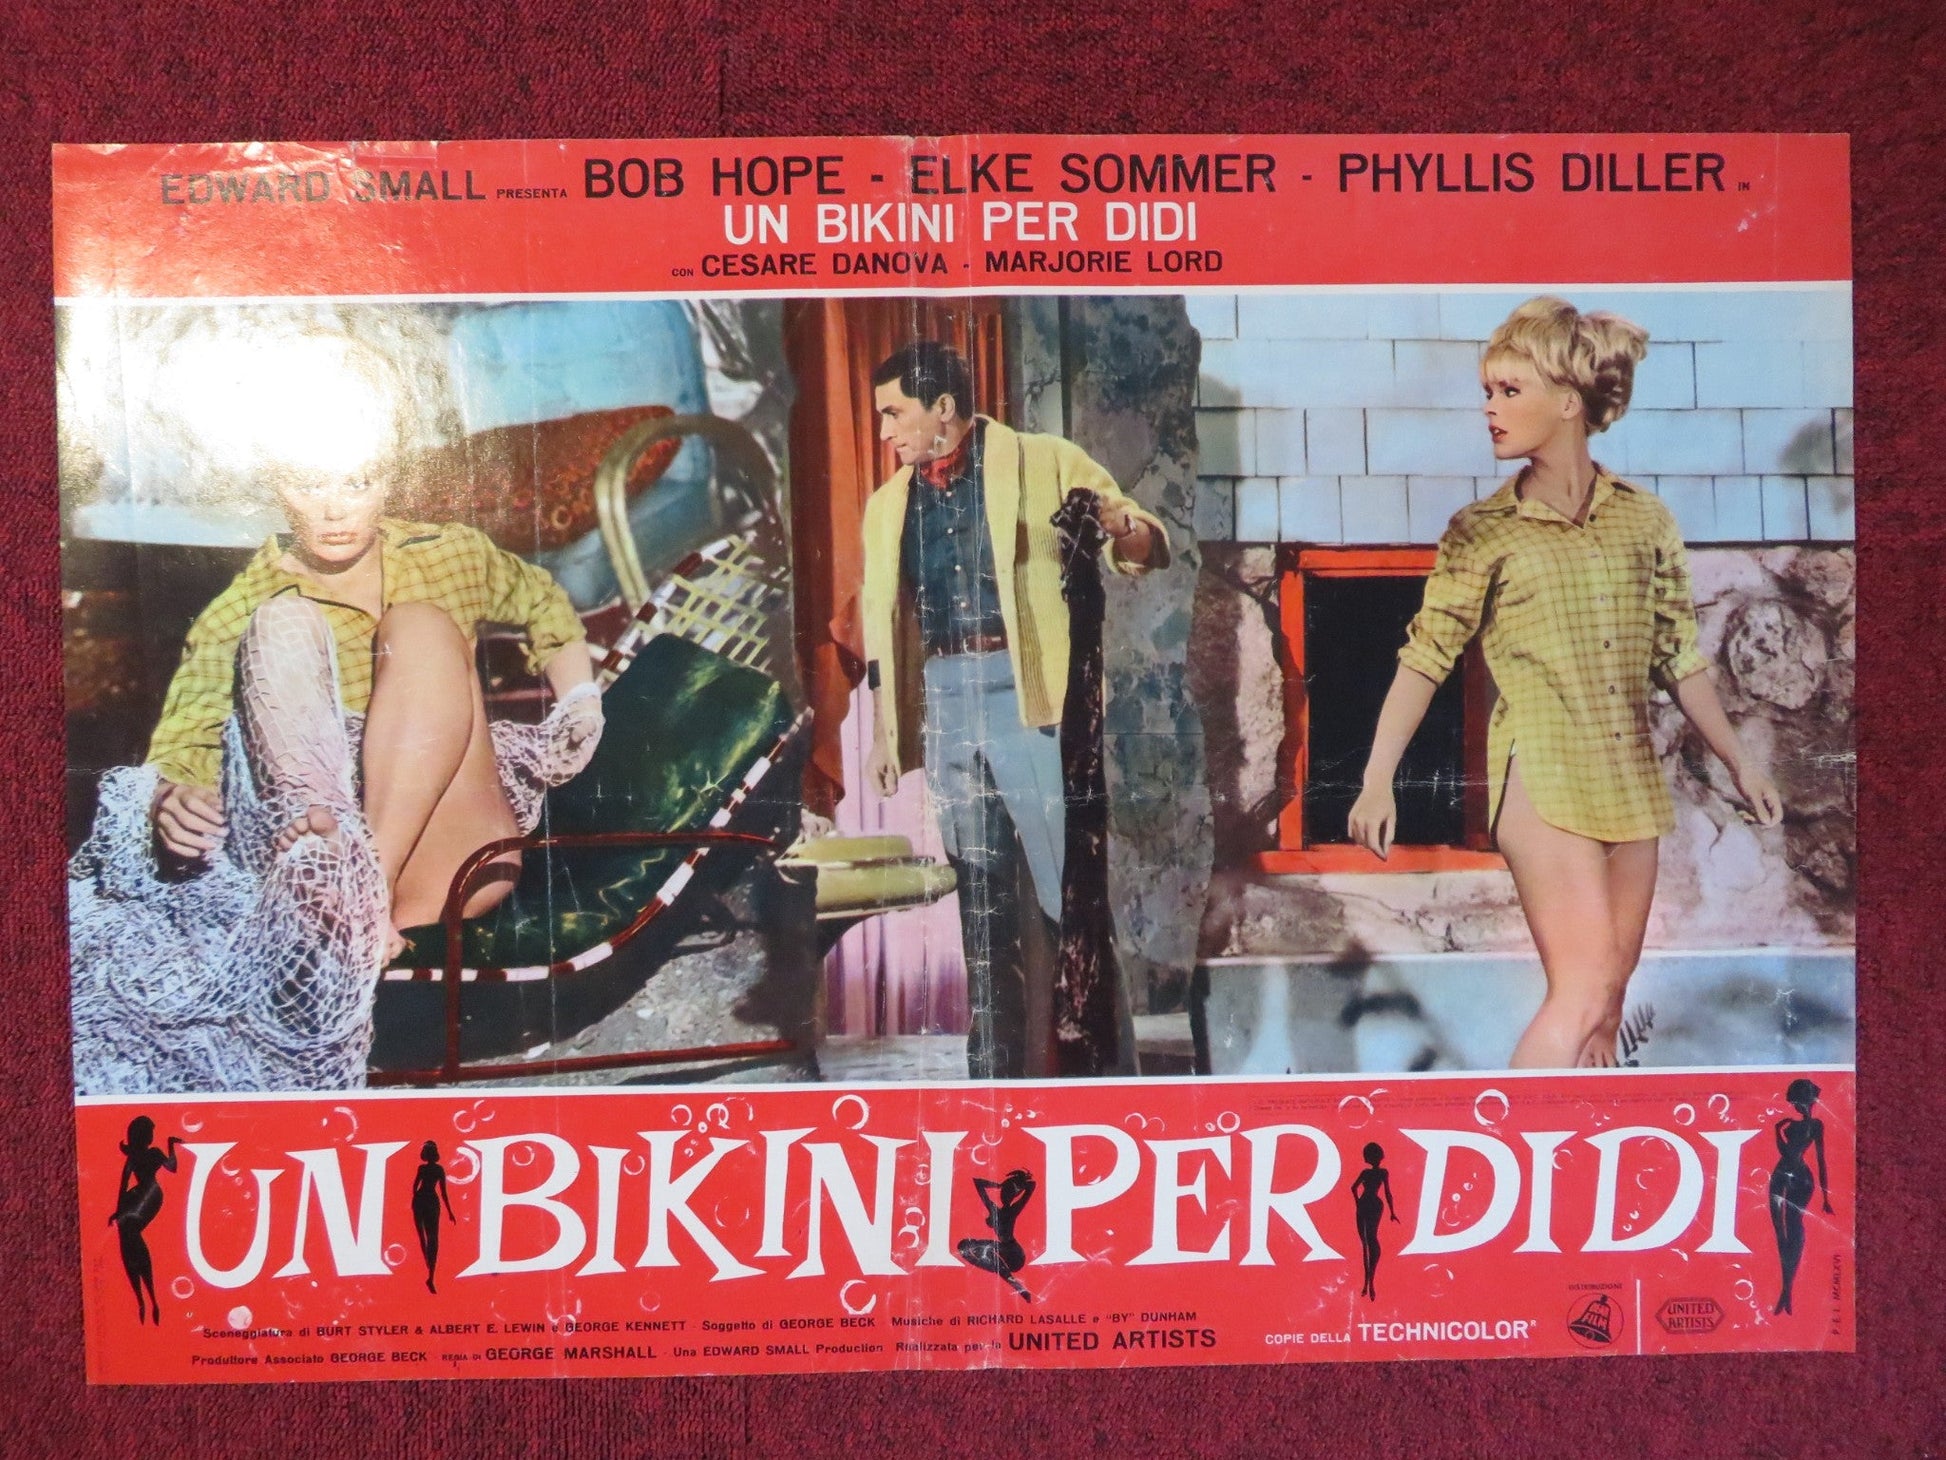 EDWARD SMALL PRESENTA BOB HOPE - ELKE SOMMER - PHYLLIS DILLER IN
UN BIKINI PER DIDI
CON CESARE DANOVA - MARJORIE LORD
UN BIKINI PER DIDI
Sceneggiatura di BURT STYLER & ALBERT E. LEWIN e GEORGE KENNETT - Soggetto di GEORGE BECK - Musiche di RICHARD LASALLE e "BY" DUNHAM
Produttore Associato GEORGE BECK - REGIA DI GEORGE MARSHALL - Una EDWARD SMALL Production Realizzata per la UNITED ARTISTS
COPIE DELLA TECHNICOLOR R
DISTRIBUZIONE
UNITED ARTISTS
P.E.I. MCMLXVI